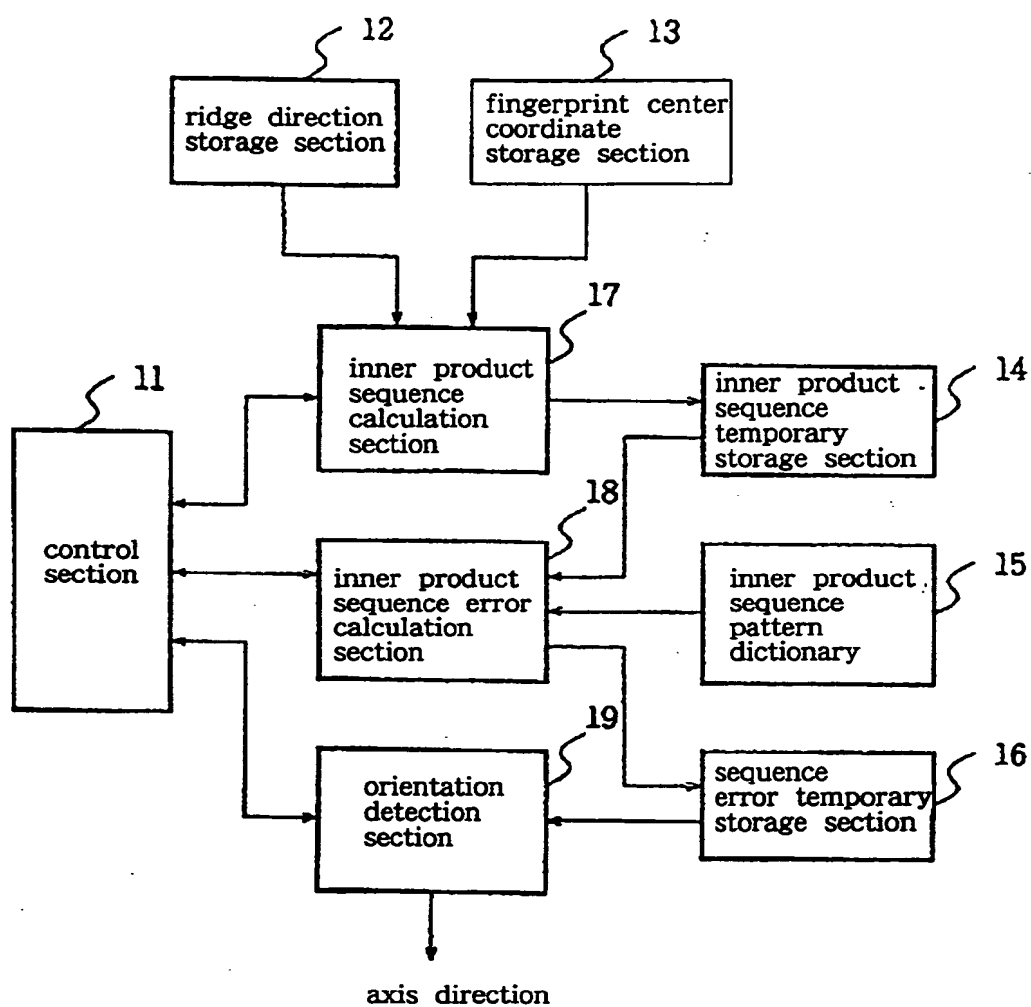 12
13
ridge direction
storage section
fingerprint center
coordinate
storage section
17
inner product
sequence
calculation
section
14
inner product
sequence
temporary
storage section
11
control
section
18
inner product
sequence error
calculation
section
15
inner product
sequence
pattern
dictionary
19
orientation
detection
section
16
sequence
error temporary
storage section
axis direction